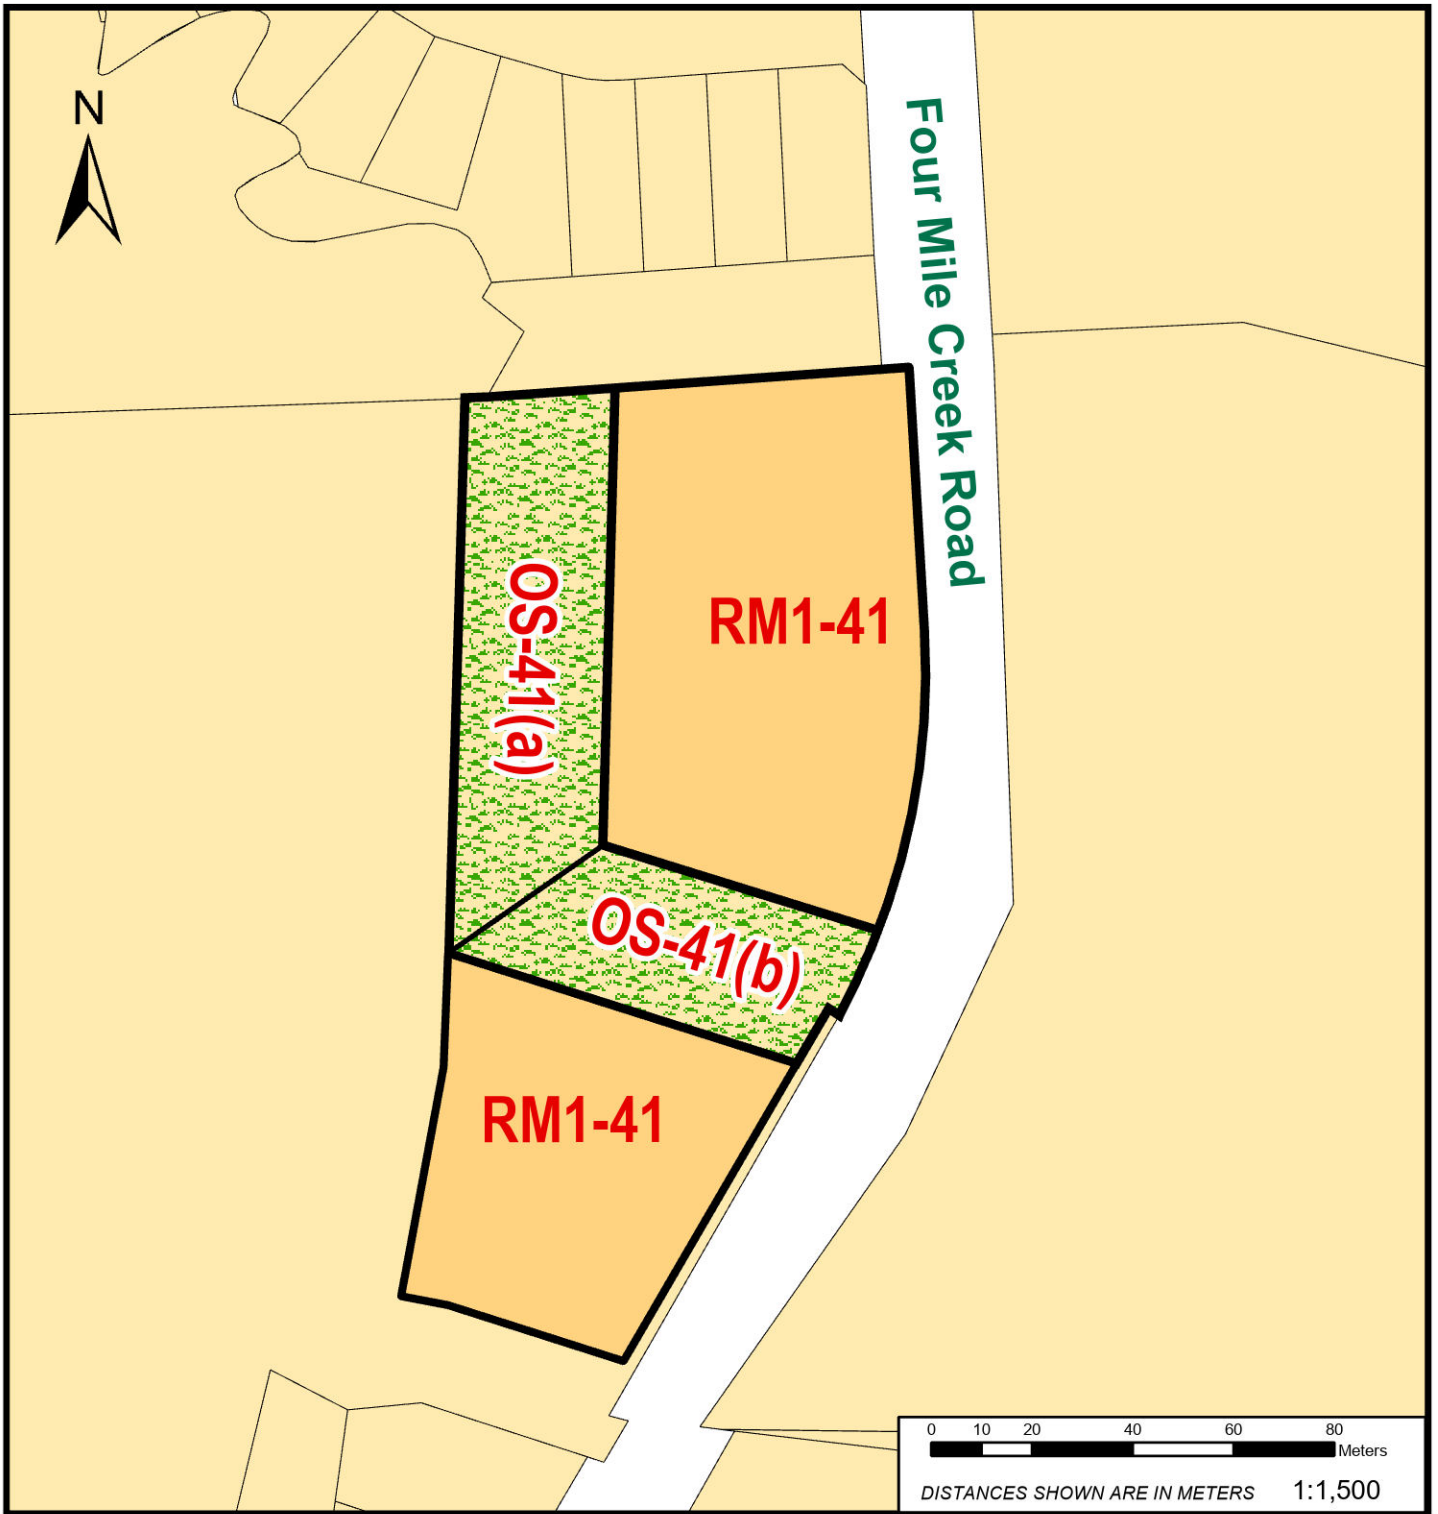 N
Four Mile Creek Road
OS-41(a)
RM1-41
OS-41(b)
RM1-41
0 10 20 40 60 80
Meters
DISTANCES SHOWN ARE IN METERS 1:1,500